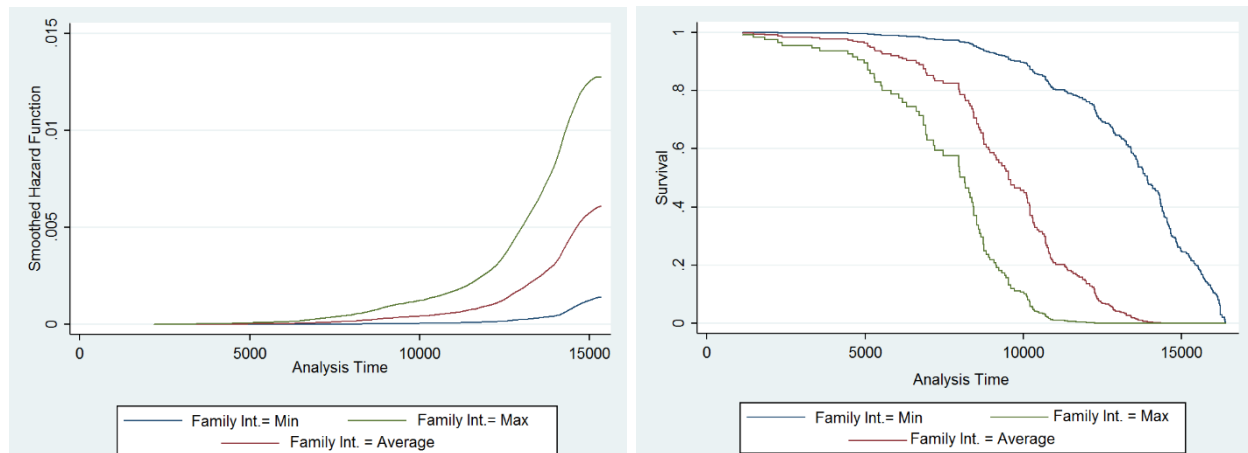 .015
.01
.005
0
Smoothed Hazard Function
0 5000 10000 15000
Analysis Time
Family Int.= Min Family Int. = Max
Family Int. = Average
1
.8
.6
.4
.2
0
Survival
0 5000 10000 15000
Analysis Time
Family Int.= Min Family Int. = Max
Family Int. = Average